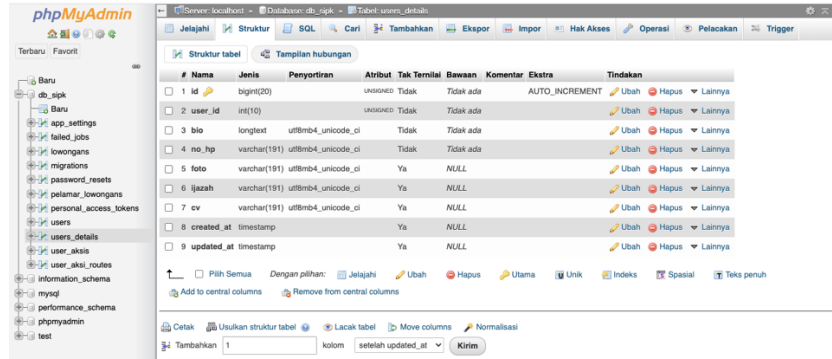 phpMyAdmin
Terbaru Favorit
Baru
db_sipk
Baru
app_settings
failed_jobs
lowongans
migrations
password_resets
pelamar_lowongans
personal_access_tokens
users
users_details
user_aksis
user_aksi_routes
information_schema
mysql
performance_schema
phpmyadmin
test
Server: localhost » Database: db_sipk » Tabel: users_details
Jelajahi Struktur SQL Cari Tambahkan Ekspor Impor Hak Akses Operasi Pelacakan Trigger
Struktur tabel Tampilan hubungan
# Nama Jenis Penyortiran Atribut Tak Ternilai Bawaan Komentar Ekstra Tindakan
1 id bigint(20) UNSIGNED Tidak Tidak ada AUTO_INCREMENT Ubah Hapus Lainnya
2 user_id int(10) UNSIGNED Tidak Tidak ada Ubah Hapus Lainnya
3 bio longtext utf8mb4_unicode_ci Tidak Tidak ada Ubah Hapus Lainnya
4 no_hp varchar(191) utf8mb4_unicode_ci Tidak Tidak ada Ubah Hapus Lainnya
5 foto varchar(191) utf8mb4_unicode_ci Ya NULL Ubah Hapus Lainnya
6 ijazah varchar(191) utf8mb4_unicode_ci Ya NULL Ubah Hapus Lainnya
7 cv varchar(191) utf8mb4_unicode_ci Ya NULL Ubah Hapus Lainnya
8 created_at timestamp Ya NULL Ubah Hapus Lainnya
9 updated_at timestamp Ya NULL Ubah Hapus Lainnya
Pilih Semua Dengan pilihan: Jelajahi Ubah Hapus Utama Unik Indeks Spasial Teks penuh
Add to central columns Remove from central columns
Cetak Usulkan struktur tabel Lacak tabel Move columns Normalisasi
Tambahkan 1 kolom setelah updated_at Kirim